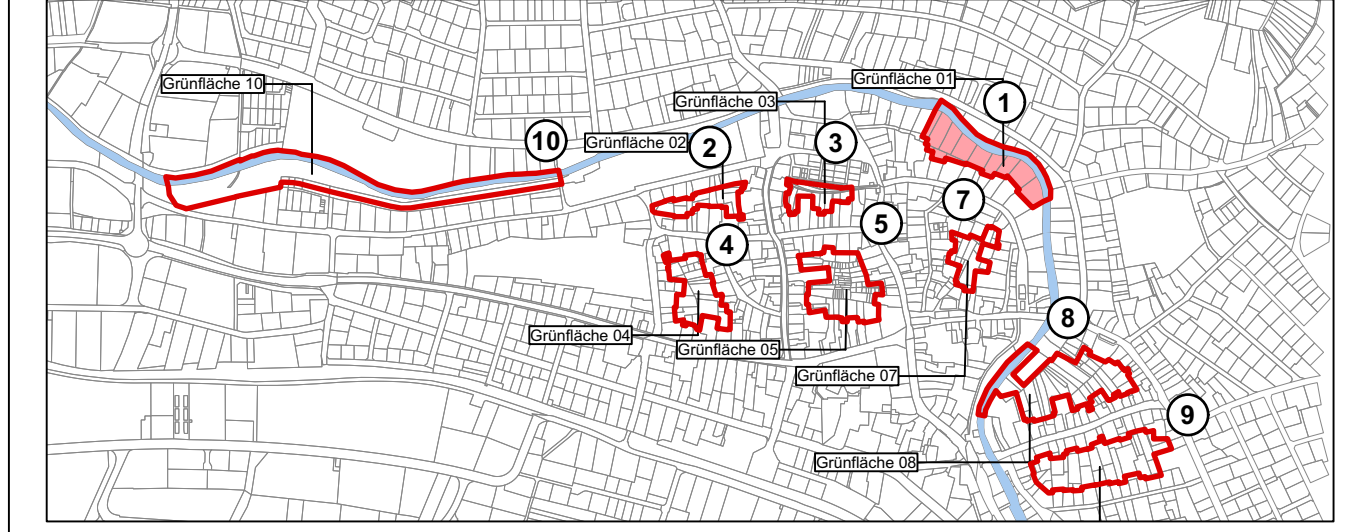 Grünfläche 01
Grünfläche 10
1
Grünfläche 03
10
Grünfläche 02
2
3
7
5
4
8
Grünfläche 04
Grünfläche 05
Grünfläche 07
9
Grünfläche 08